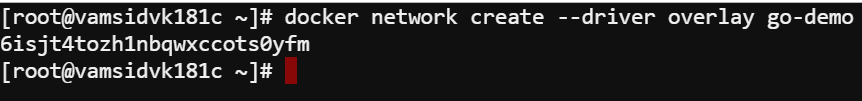 [root@vamsidvk181c ~]# docker network create --driver overlay go-demo
6isjt4tozh1nbqwxccots0yfm
[root@vamsidvk181c ~]#